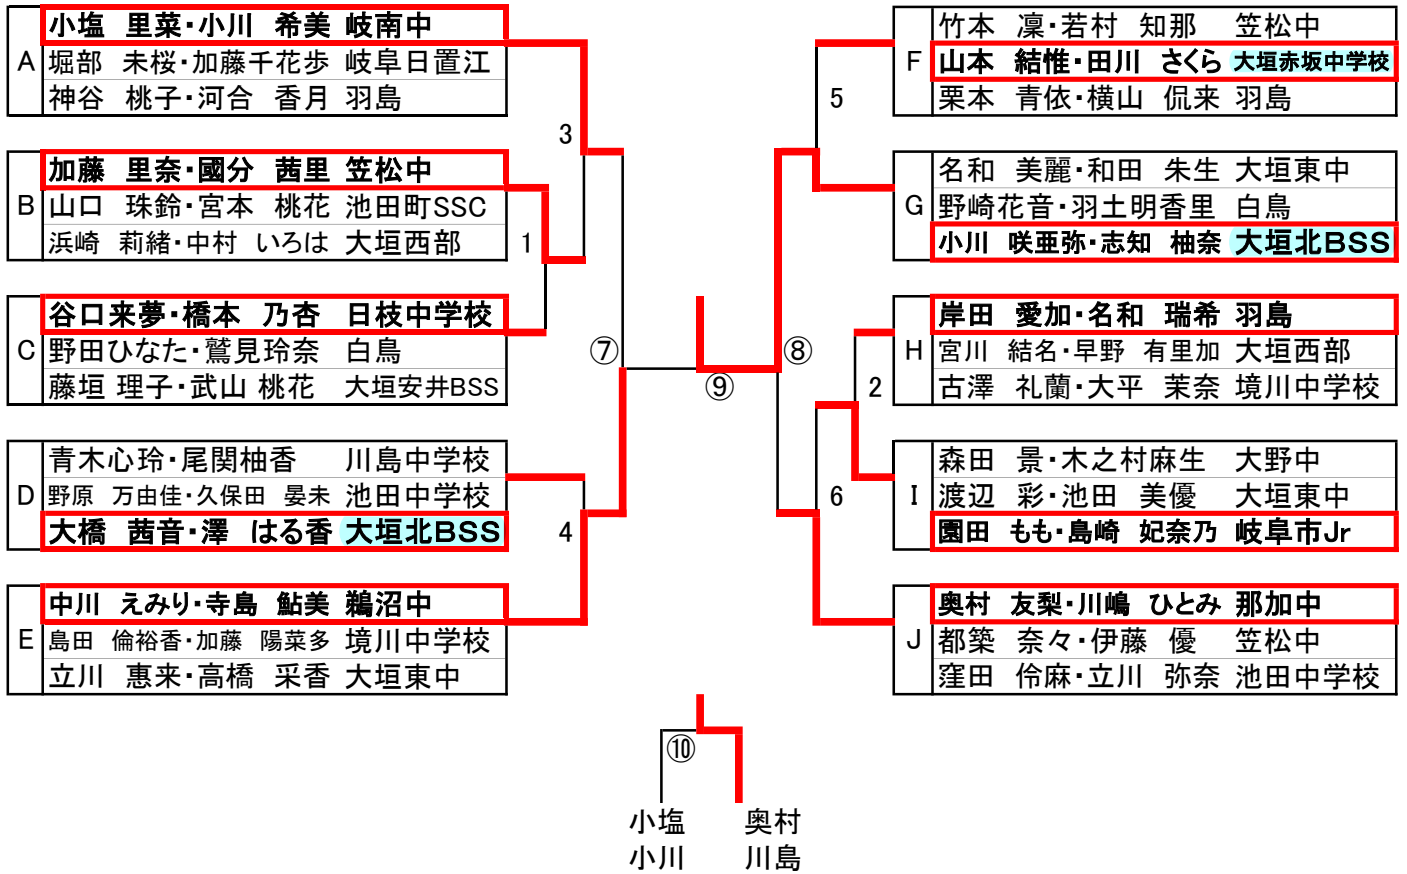 A
小塩 里菜・小川 希美 岐南中
堀部 未桜・加藤千花歩 岐阜日置江
神谷 桃子・河合 香月 羽島
B
加藤 里奈・國分 茜里 笠松中
山口 珠鈴・宮本 桃花 池田町SSC
浜崎 莉緒・中村 いろは 大垣西部
C
谷口来夢・橋本 乃杏 日枝中学校
野田ひなた・鷲見玲奈 白鳥
藤垣 理子・武山 桃花 大垣安井BSS
D
青木心玲・尾関柚香 川島中学校
野原 万由佳・久保田 晏未 池田中学校
大橋 茜音・澤 はる香 大垣北BSS
E
中川 えみり・寺島 鮎美 鵜沼中
島田 倫裕香・加藤 陽菜多 境川中学校
立川 惠来・高橋 采香 大垣東中
3
1
4
⑦
⑨
⑧
5
2
6
F
竹本 凜・若村 知那 笠松中
山本 結惟・田川 さくら 大垣赤坂中学校
栗本 青依・横山 侃来 羽島
G
名和 美麗・和田 朱生 大垣東中
野崎花音・羽土明香里 白鳥
小川 咲亜弥・志知 柚奈 大垣北BSS
H
岸田 愛加・名和 瑞希 羽島
宮川 結名・早野 有里加 大垣西部
古澤 礼蘭・大平 茉奈 境川中学校
I
森田 景・木之村麻生 大野中
渡辺 彩・池田 美優 大垣東中
園田 もも・島崎 妃奈乃 岐阜市Jr
J
奥村 友梨・川嶋 ひとみ 那加中
都築 奈々・伊藤 優 笠松中
窪田 伶麻・立川 弥奈 池田中学校
⑩
小塩 奥村
小川 川島